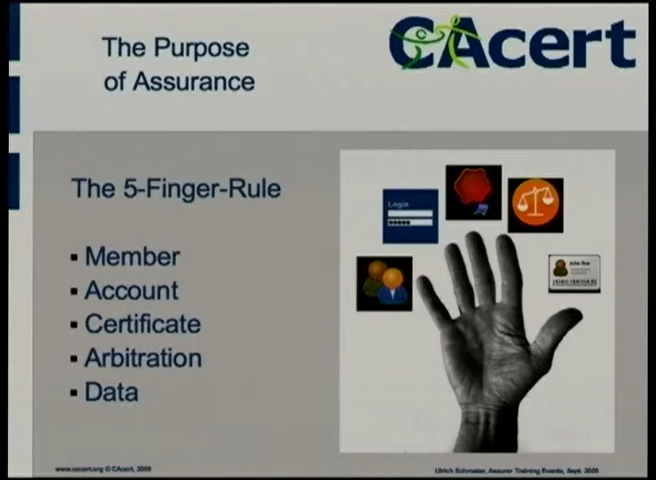 The Purpose
of Assurance
CAcert
The 5-Finger-Rule
▪ Member
▪ Account
▪ Certificate
▪ Arbitration
▪ Data
Login
www.cacert.org © CAcert, 2009
Ulrich Schroeter, Assurer Training Events, Sept. 2009